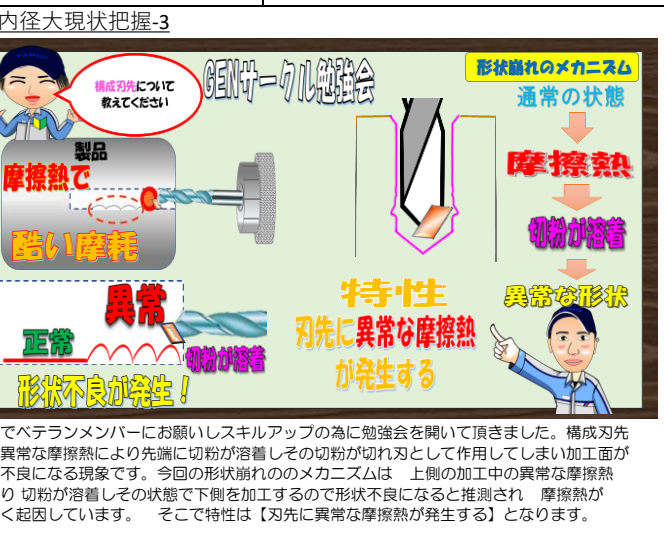 内径大現状把握-3
構成刃先について
教えてください
GENサークル勉強会
形状崩れのメカニズム
通常の状態
摩擦熱
切粉が溶着
異常な形状
製品
摩擦熱で
酷い摩耗
異常
正常
切粉が溶着
形状不良が発生！
特性
刃先に異常な摩擦熱
が発生する
でベテランメンバーにお願いしスキルアップの為に勉強会を開いて頂きました。構成刃先
異常な摩擦熱により先端に切粉が溶着しその切粉が切れ刃として作用してしまい加工面が
不良になる現象です。今回の形状崩れののメカニズムは　上側の加工中の異常な摩擦熱
り 切粉が溶着しその状態で下側を加工するので形状不良になると推測され　摩擦熱が
く起因しています。　そこで特性は【刃先に異常な摩擦熱が発生する】となります。